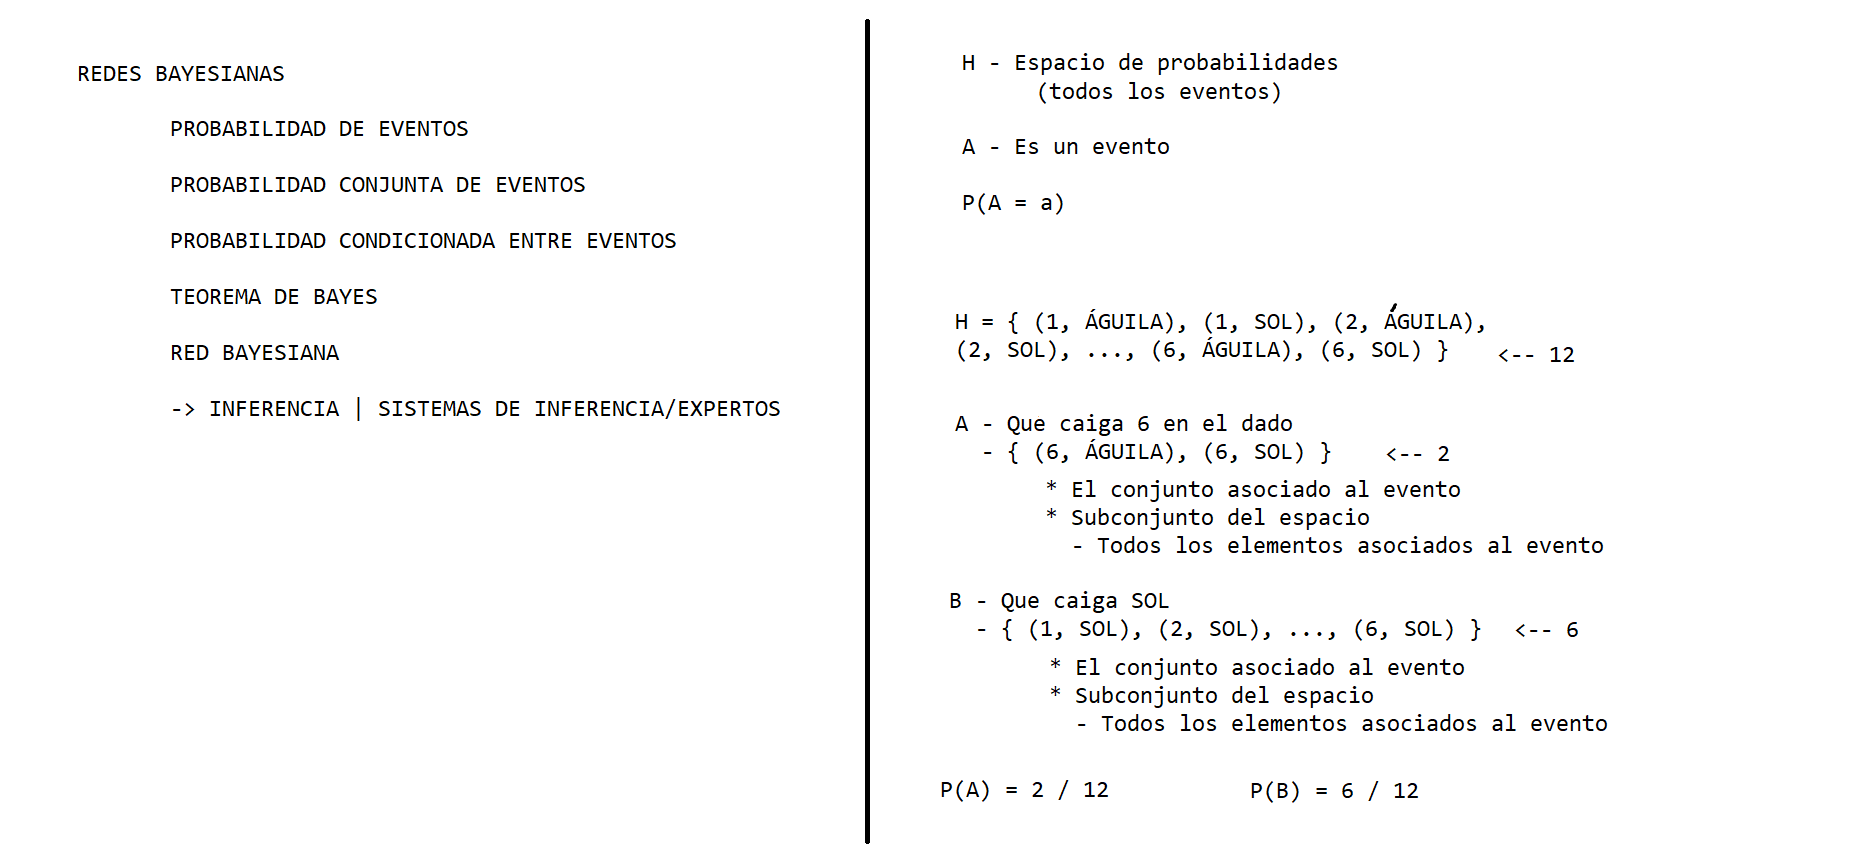 REDES BAYESIANAS
PROBABILIDAD DE EVENTOS
PROBABILIDAD CONJUNTA DE EVENTOS
PROBABILIDAD CONDICIONADA ENTRE EVENTOS
TEOREMA DE BAYES
RED BAYESIANA
-> INFERENCIA | SISTEMAS DE INFERENCIA/EXPERTOS
H - Espacio de probabilidades
(todos los eventos)
A - Es un evento
P(A = a)
H = { (1, ÁGUILA), (1, SOL), (2, ÁGUILA),
(2, SOL), ..., (6, ÁGUILA), (6, SOL) } <-- 12
A - Que caiga 6 en el dado
- { (6, ÁGUILA), (6, SOL) } <-- 2
* El conjunto asociado al evento
* Subconjunto del espacio
- Todos los elementos asociados al evento
B - Que caiga SOL
- { (1, SOL), (2, SOL), ..., (6, SOL) } <-- 6
* El conjunto asociado al evento
* Subconjunto del espacio
- Todos los elementos asociados al evento
P(A) = 2 / 12 P(B) = 6 / 12